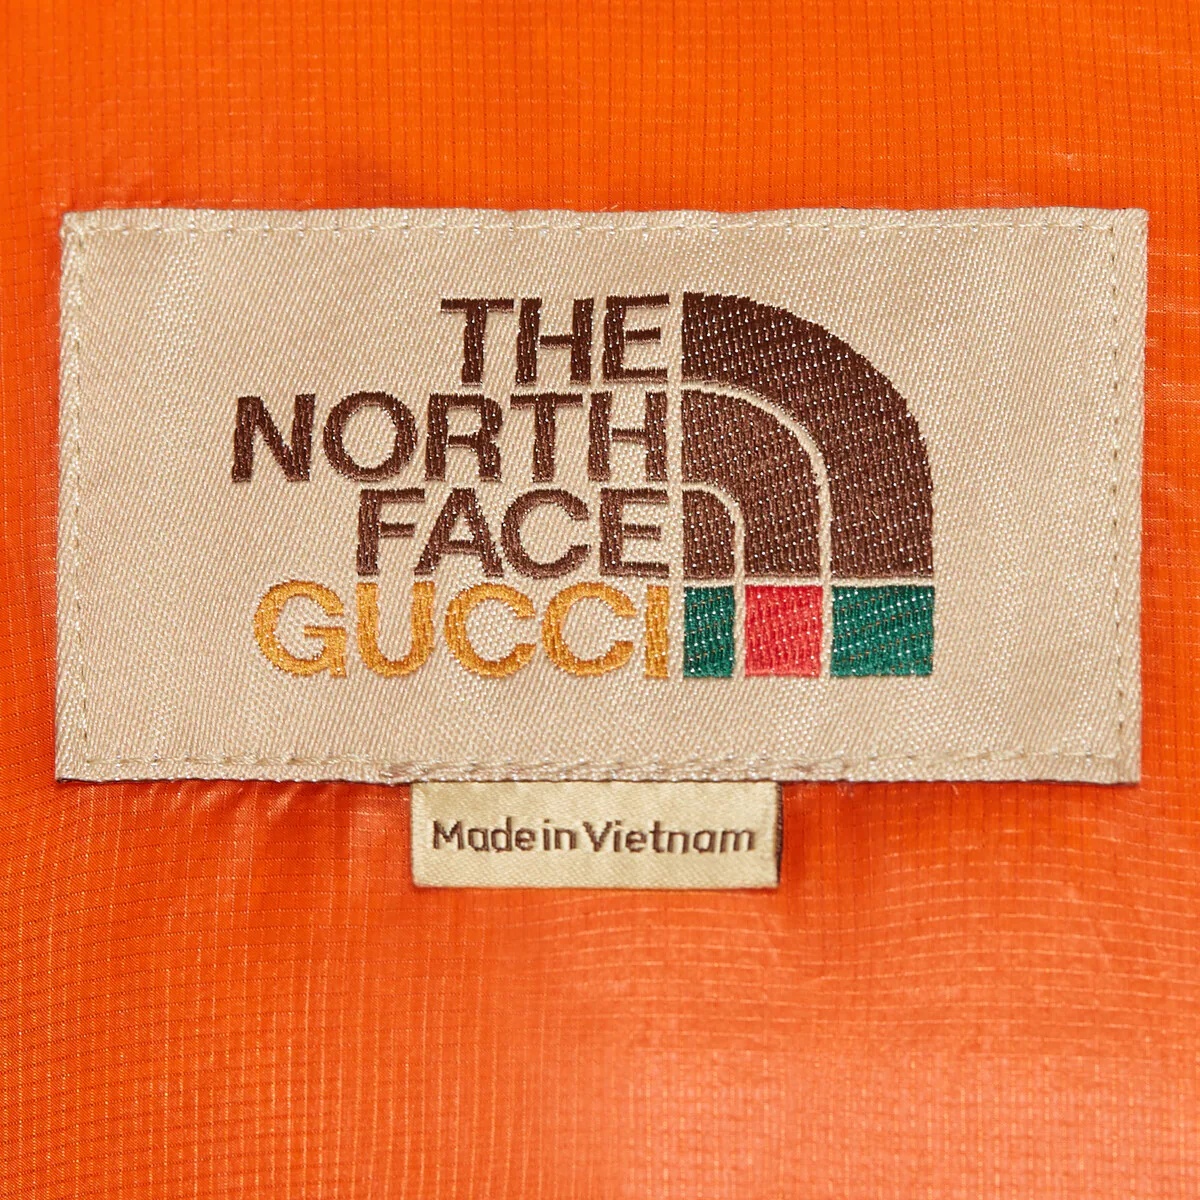 THE
NORTH
FACE
GUCCI
Made in Vietnam